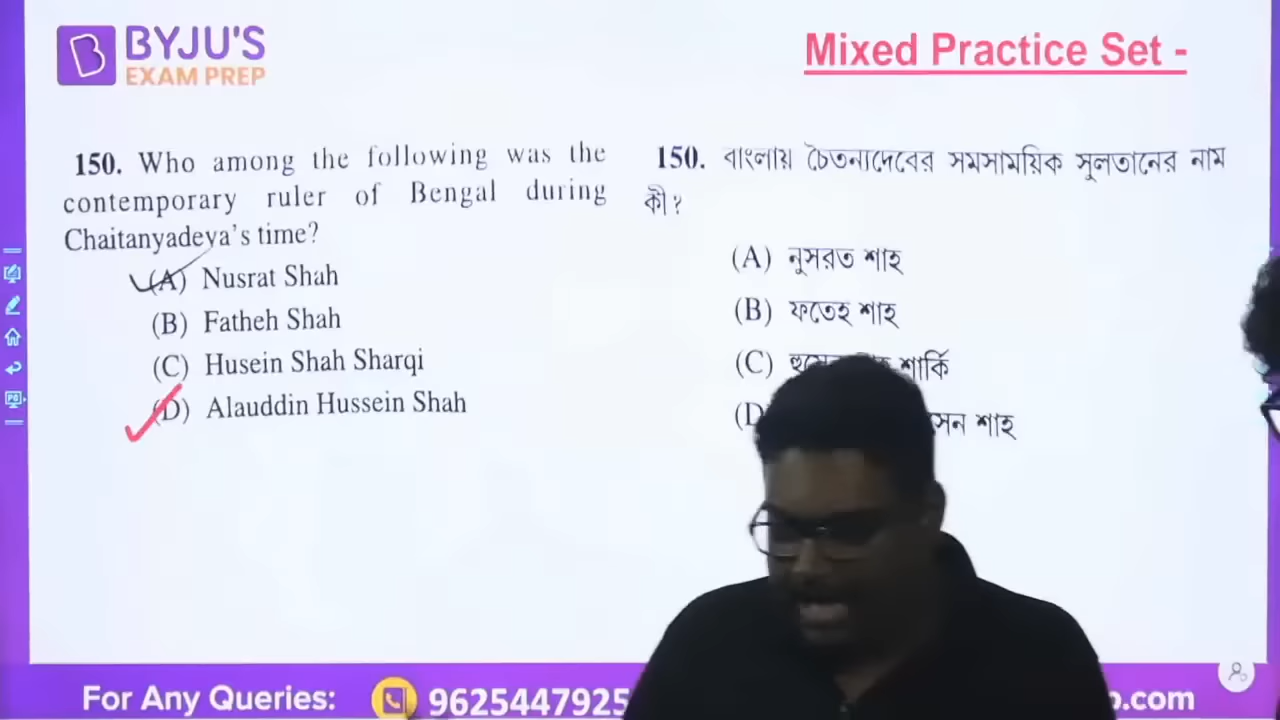 BYJU'S
EXAM PREP
Mixed Practice Set -
150. Who among the following was the
contemporary ruler of Bengal during
Chaitanyadeva's time?
(A) Nusrat Shah
(B) Fatheh Shah
(C) Husein Shah Sharqi
(D) Alauddin Hussein Shah
150. বাংলায় চৈতন্যদেবের সমসাময়িক সুলতানের নাম
কী?
(A) নুসরত শাহ
(B) ফতেহ শাহ
(C) শার্কি
(D শাহ
For Any Queries: 9625447925
.com